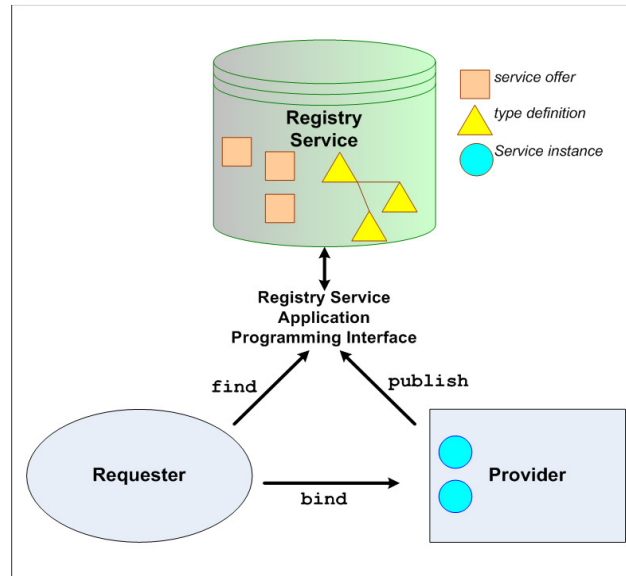 service offer
type definition
Service instance
Registry
Service
Registry Service
Application
Programming Interface
find
publish
Requester
Provider
bind